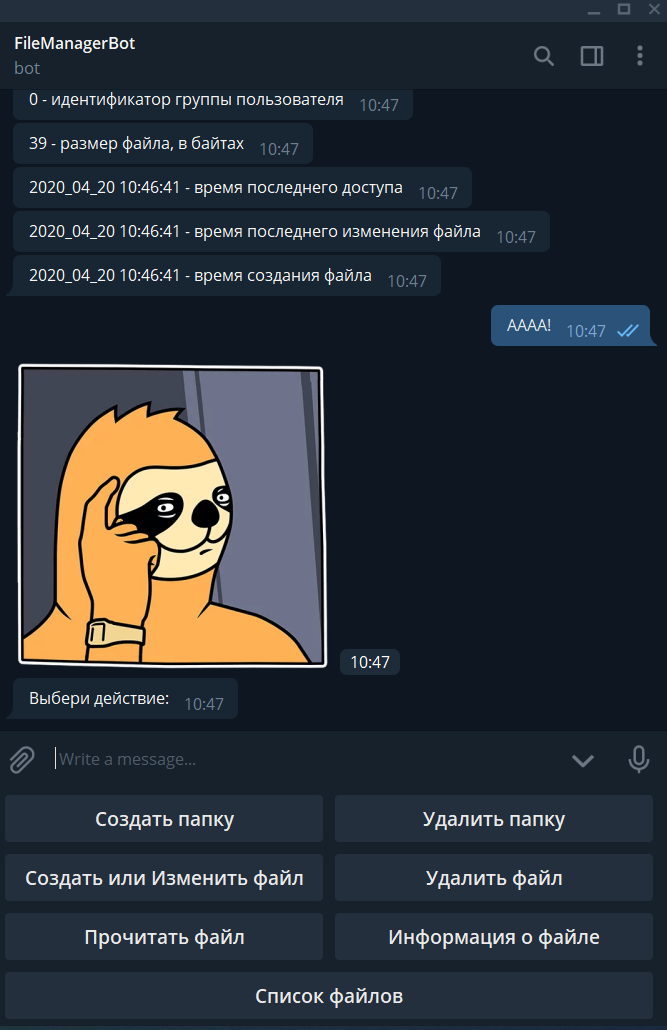 FileManagerBot
bot
0 - идентификатор группы пользователя 10:47
39 - размер файла, в байтах 10:47
2020_04_20 10:46:41 - время последнего доступа 10:47
2020_04_20 10:46:41 - время последнего изменения файла 10:47
2020_04_20 10:46:41 - время создания файла 10:47
АААА! 10:47
10:47
Выбери действие: 10:47
Write a message...
Создать папку
Удалить папку
Создать или Изменить файл
Удалить файл
Прочитать файл
Информация о файле
Список файлов